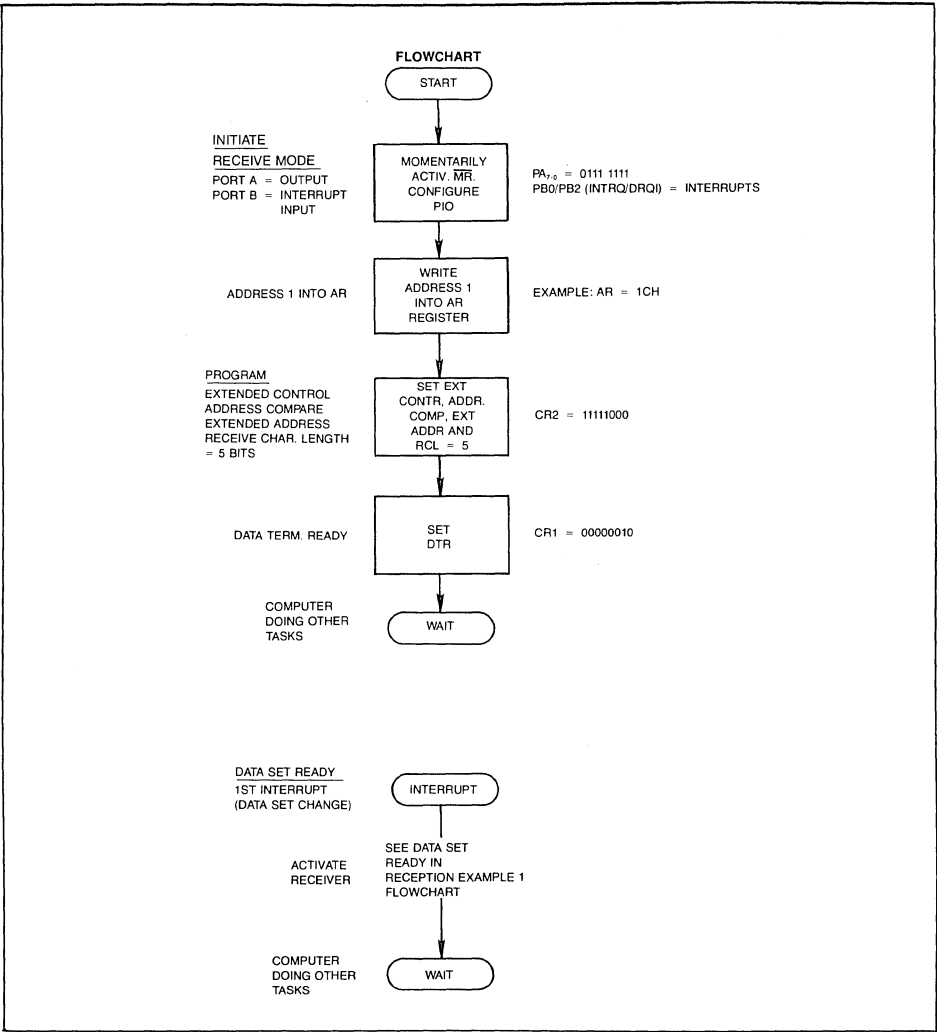 FLOWCHART
START
INITIATE
RECEIVE MODE
PORT A = OUTPUT
PORT B = INTERRUPT
INPUT
MOMENTARILY
ACTIV. M̅R̅.
CONFIGURE
PIO
PA₇₋₀ = 0111 1111
PB0/PB2 (INTRQ/DRQI) = INTERRUPTS
ADDRESS 1 INTO AR
WRITE
ADDRESS 1
INTO AR
REGISTER
EXAMPLE: AR = 1CH
PROGRAM
EXTENDED CONTROL
ADDRESS COMPARE
EXTENDED ADDRESS
RECEIVE CHAR. LENGTH
= 5 BITS
SET EXT
CONTR, ADDR.
COMP, EXT
ADDR AND
RCL = 5
CR2 = 11111000
DATA TERM. READY
SET
DTR
CR1 = 00000010
COMPUTER
DOING OTHER
TASKS
WAIT
DATA SET READY
1ST INTERRUPT
(DATA SET CHANGE)
INTERRUPT
ACTIVATE
RECEIVER
SEE DATA SET
READY IN
RECEPTION EXAMPLE 1
FLOWCHART
COMPUTER
DOING OTHER
TASKS
WAIT